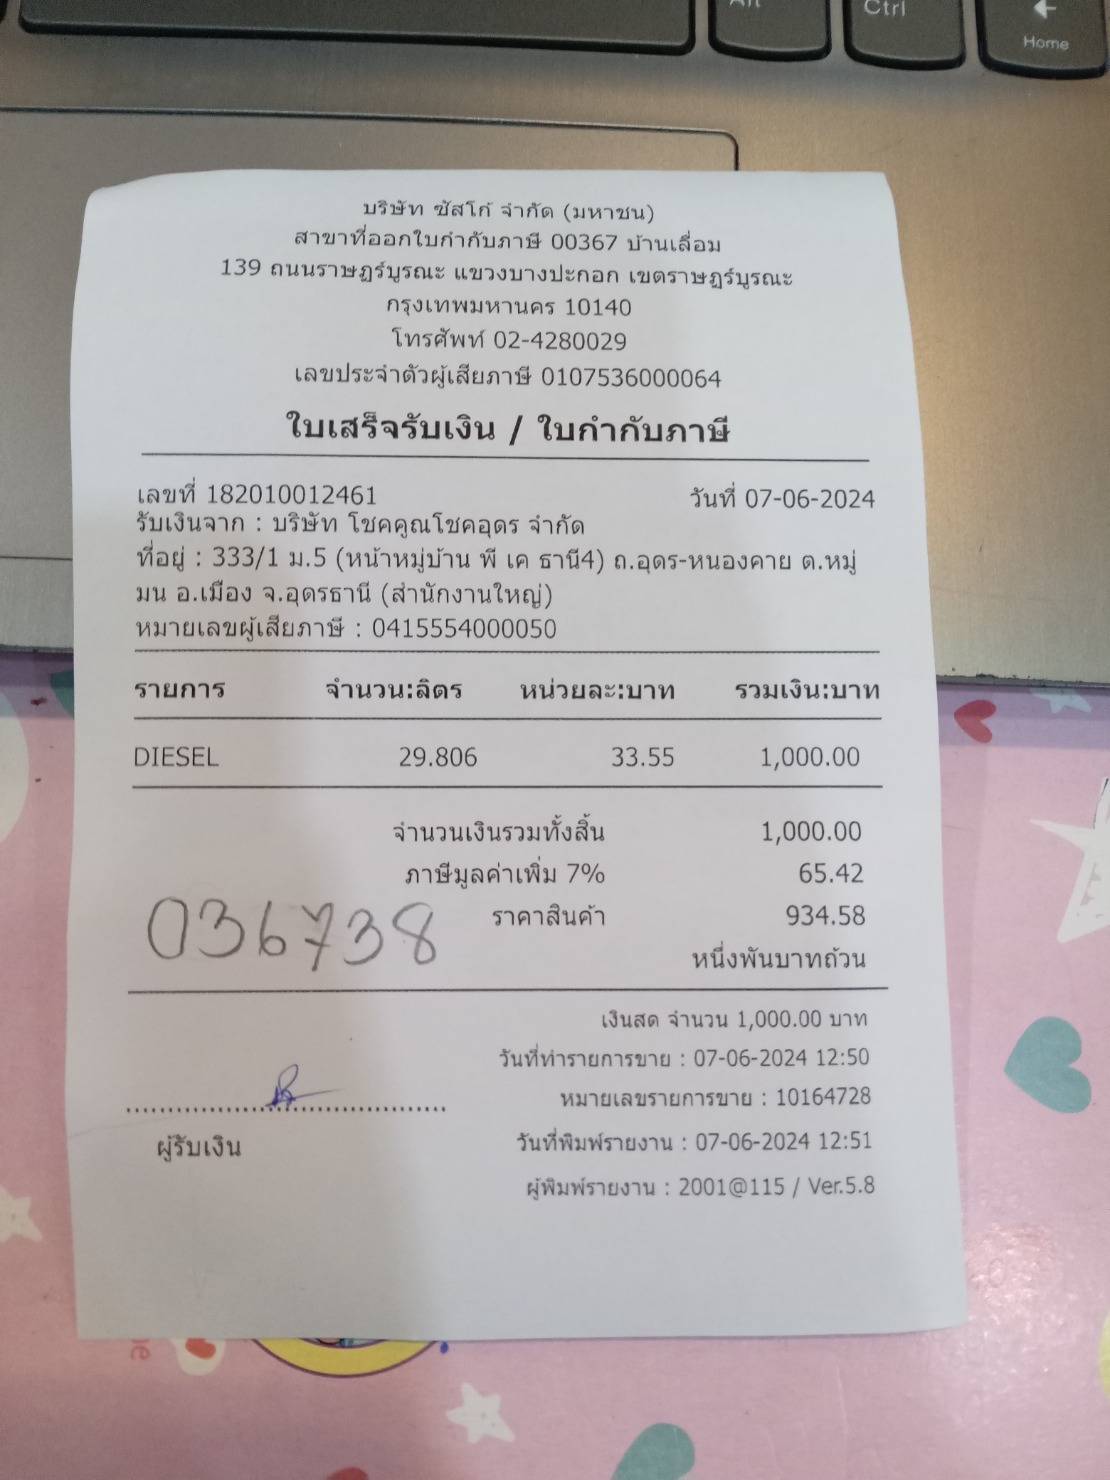 Alt
Ctrl
Home
บริษัท ซัสโก้ จำกัด (มหาชน)
สาขาที่ออกใบกำกับภาษี 00367 บ้านเลื่อม
139 ถนนราษฎร์บูรณะ แขวงบางปะกอก เขตราษฎร์บูรณะ
กรุงเทพมหานคร 10140
โทรศัพท์ 02-4280029
เลขประจำตัวผู้เสียภาษี 0107536000064
ใบเสร็จรับเงิน / ใบกำกับภาษี
เลขที่ 182010012461 วันที่ 07-06-2024
รับเงินจาก : บริษัท โชคคูณโชคอุดร จำกัด
ที่อยู่ : 333/1 ม.5 (หน้าหมู่บ้าน พี เค ธานี4) ถ.อุดร-หนองคาย ต.หมู่
มน อ.เมือง จ.อุดรธานี (สำนักงานใหญ่)
หมายเลขผู้เสียภาษี : 0415554000050
รายการ จำนวน:ลิตร หน่วยละ:บาท รวมเงิน:บาท
DIESEL 29.806 33.55 1,000.00
จำนวนเงินรวมทั้งสิ้น 1,000.00
ภาษีมูลค่าเพิ่ม 7% 65.42
036738 ราคาสินค้า 934.58
หนึ่งพันบาทถ้วน
เงินสด จำนวน 1,000.00 บาท
วันที่ทำรายการขาย : 07-06-2024 12:50
หมายเลขรายการขาย : 10164728
ผู้รับเงิน วันที่พิมพ์รายงาน : 07-06-2024 12:51
ผู้พิมพ์รายงาน : 2001@115 / Ver.5.8